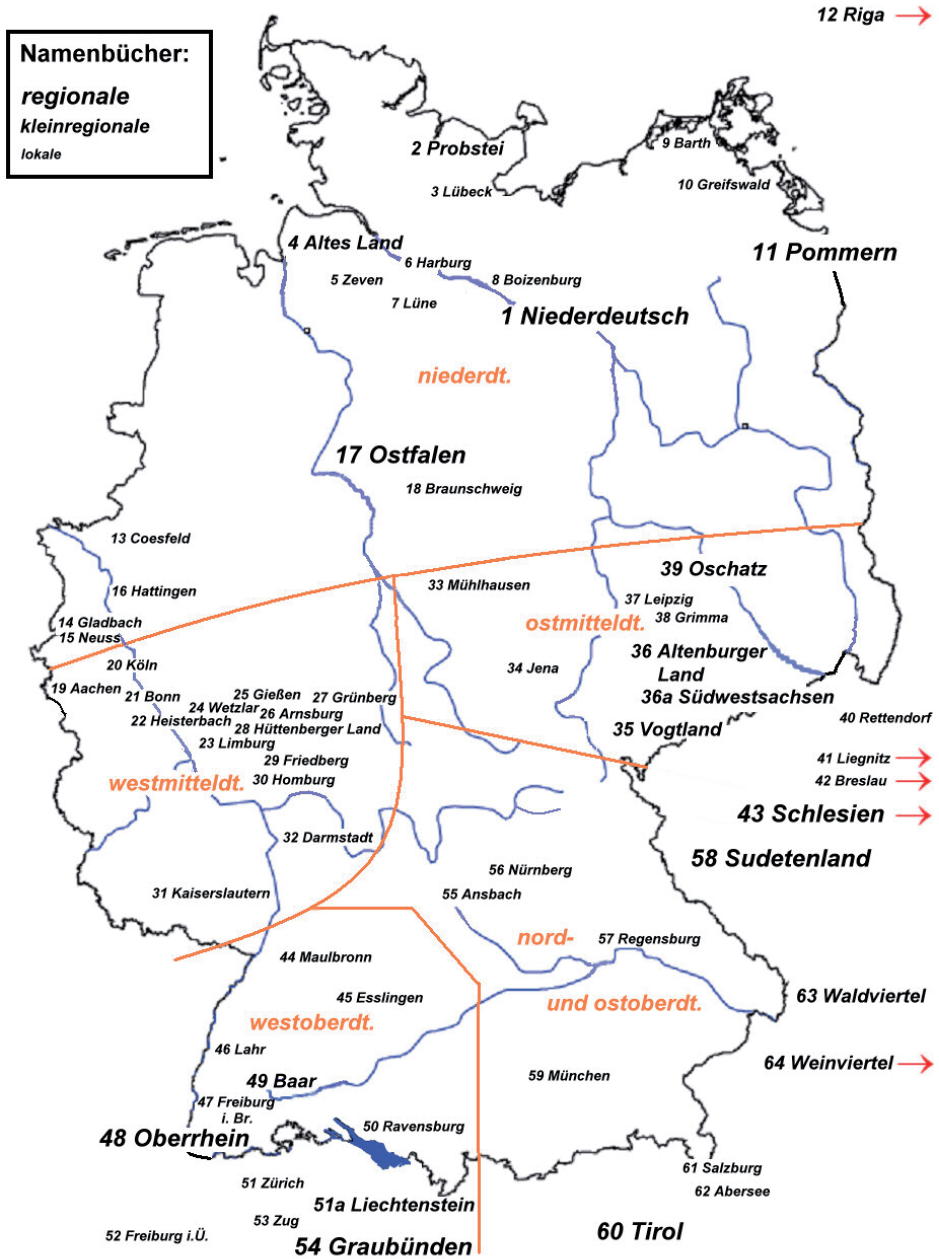 12 Riga
Namenbücher:
regionale
kleinregionale
lokale
2 Probstei
9 Barth
3 Lübeck
10 Greifswald
4 Altes Land
11 Pommern
6 Harburg
5 Zeven
8 Boizenburg
7 Lüne
1 Niederdeutsch
niederdt.
17 Ostfalen
18 Braunschweig
13 Coesfeld
16 Hattingen
33 Mühlhausen
39 Oschatz
37 Leipzig
38 Grimma
14 Gladbach
15 Neuss
ostmitteldt.
20 Köln
34 Jena
36 Altenburger
Land
19 Aachen
21 Bonn
25 Gießen
27 Grünberg
36a Südwestsachsen
24 Wetzlar
26 Arnsburg
22 Heisterbach
28 Hüttenberger Land
35 Vogtland
40 Rettendorf
23 Limburg
29 Friedberg
41 Liegnitz
westmitteldt.
30 Homburg
42 Breslau
43 Schlesien
32 Darmstadt
58 Sudetenland
56 Nürnberg
31 Kaiserslautern
55 Ansbach
nord-
57 Regensburg
44 Maulbronn
45 Esslingen
und ostoberdt.
63 Waldviertel
westoberdt.
46 Lahr
64 Weinviertel
49 Baar
59 München
47 Freiburg
i. Br.
50 Ravensburg
48 Oberrhein
61 Salzburg
51 Zürich
62 Abersee
51a Liechtenstein
53 Zug
52 Freiburg i.Ü.
60 Tirol
54 Graubünden